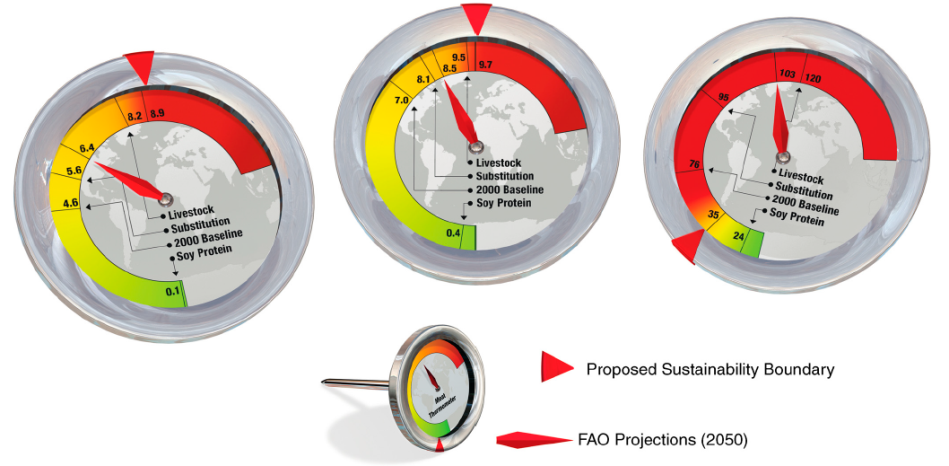 4.6
5.6
6.4
8.2
8.9
0.1
Livestock
Substitution
2000 Baseline
Soy Protein
7.0
8.1
8.5
9.5
9.7
0.4
Livestock
Substitution
2000 Baseline
Soy Protein
24
35
76
95
103
120
Livestock
Substitution
2000 Baseline
Soy Protein
Meat
Thermometer
Proposed Sustainability Boundary
FAO Projections (2050)